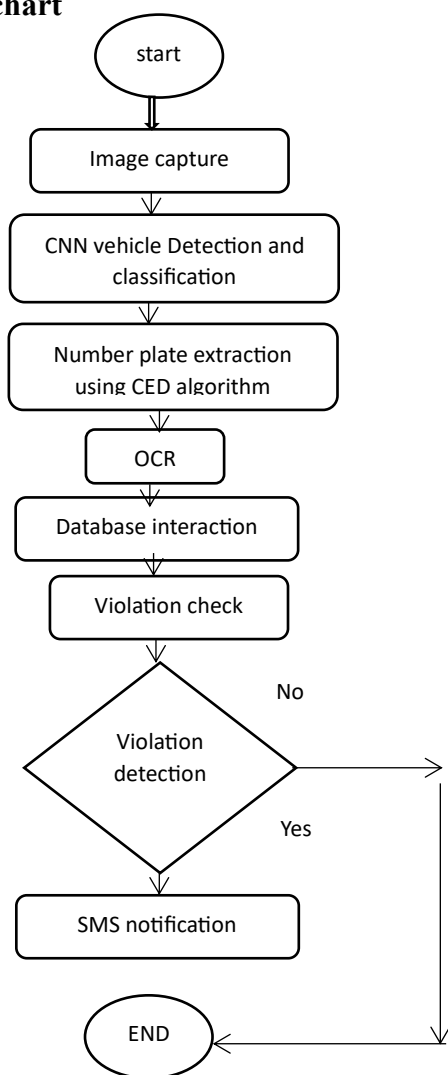 chart
start
Image capture
CNN vehicle Detection and
classification
Number plate extraction
using CED algorithm
OCR
Database interaction
Violation check
No
Violation
detection
Yes
SMS notification
END